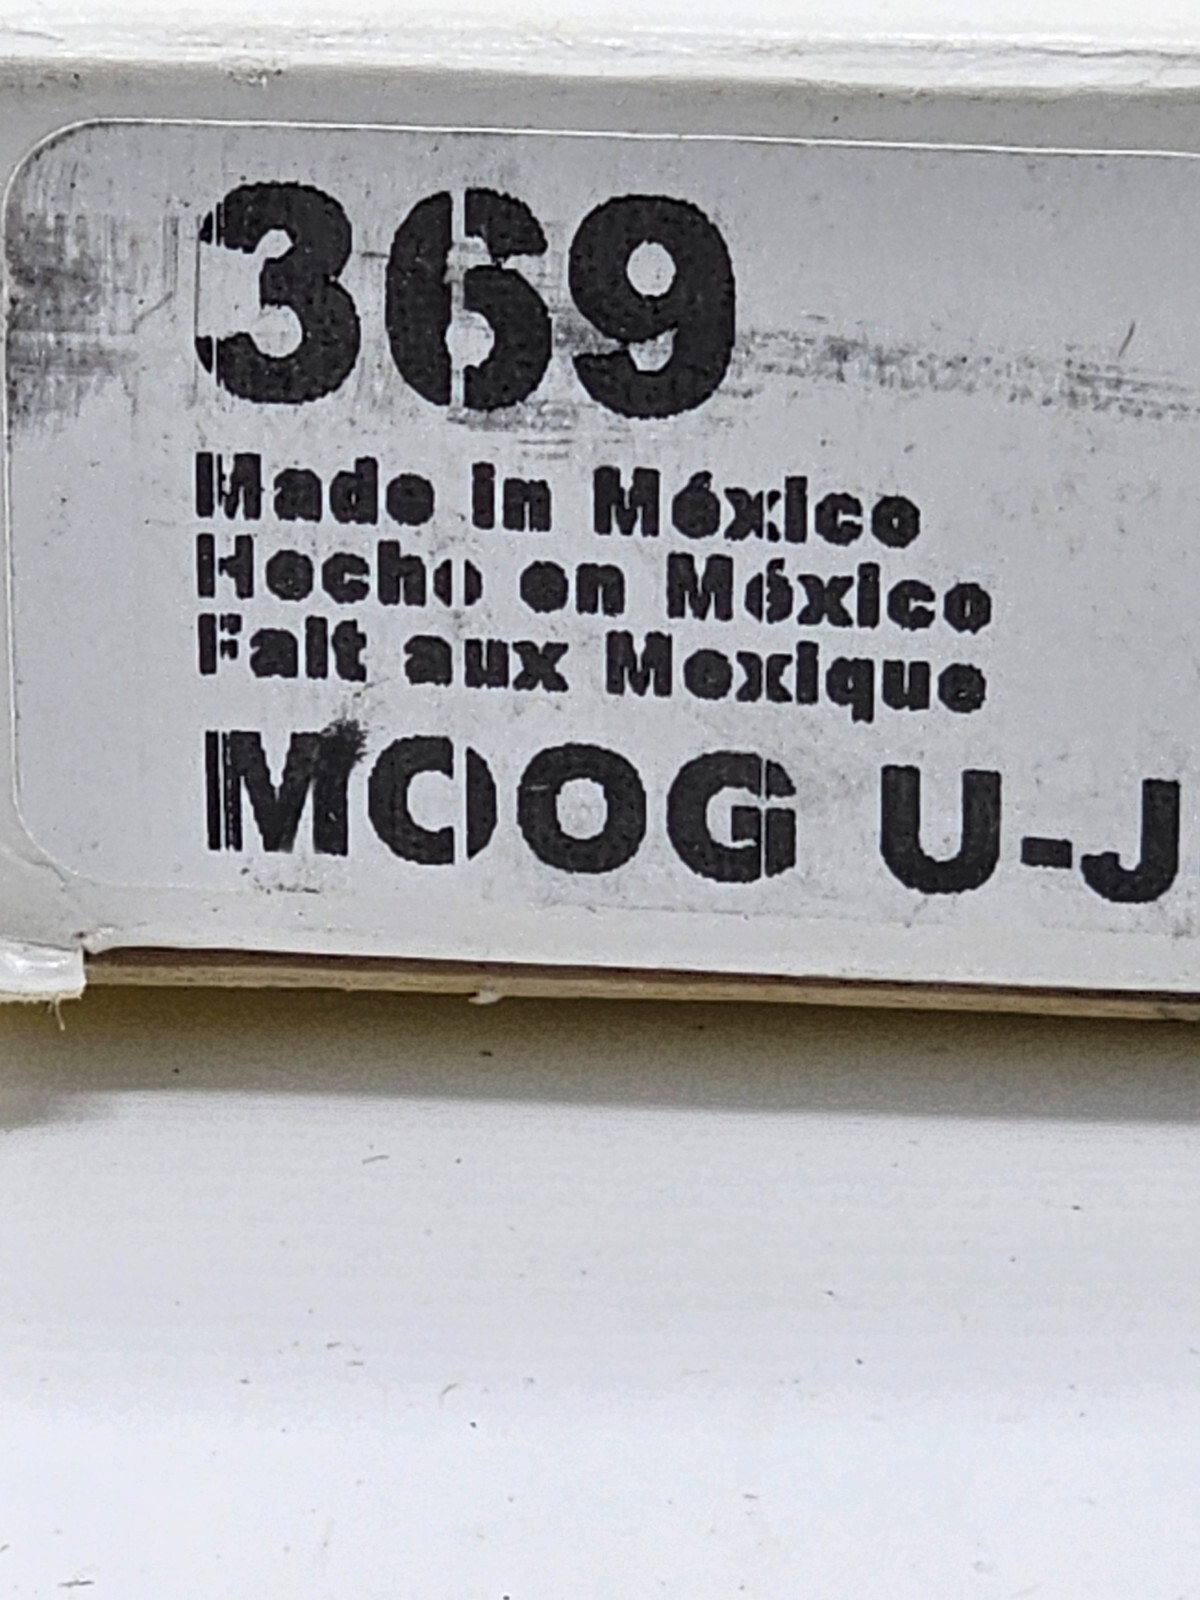 369
Made in México
Hecho en México
Fait aux Mexique
MOOG U-J